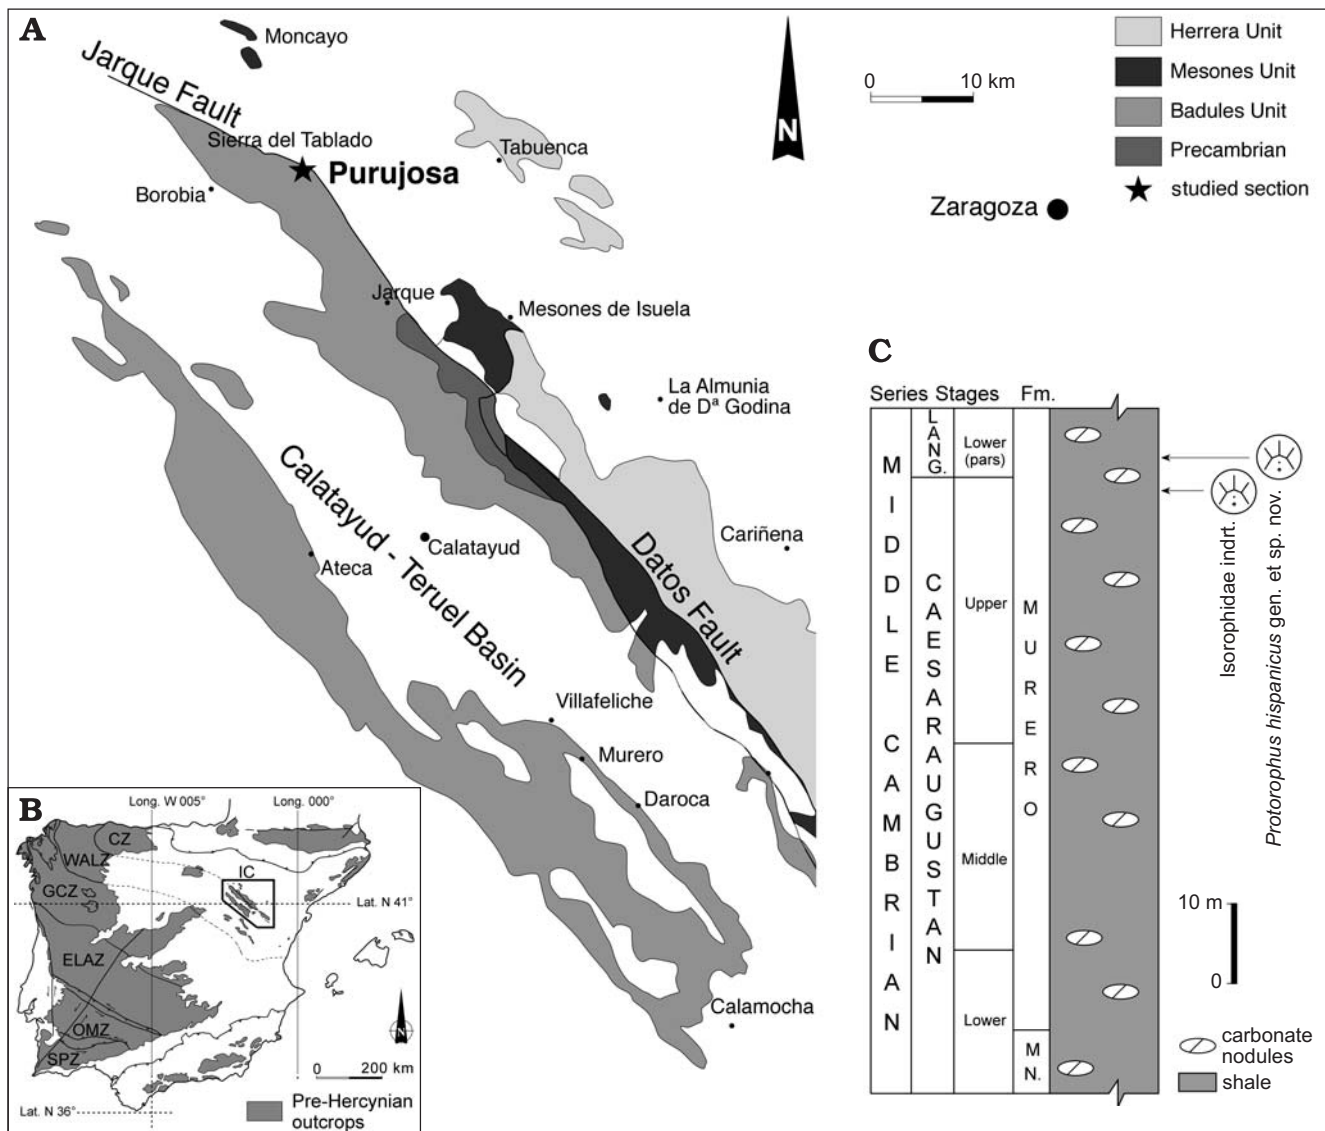 A
Moncayo
Jarque Fault
Sierra del Tablado
Purujosa
Borobia
Tabuenca
0 10 km
N
Zaragoza
Herrera Unit
Mesones Unit
Badules Unit
Precambrian
studied section
Jarque
Mesones de Isuela
La Almunia
de Dª Godina
Calatayud - Teruel Basin
Calatayud
Ateca
Datos Fault
Cariñena
Villafeliche
Murero
Daroca
Calamocha
B
Long. W 005°
Long. 000°
CZ
WALZ
GCZ
IC
Lat. N 41°
ELAZ
OMZ
SPZ
N
0 200 km
Lat. N 36°
Pre-Hercynian
outcrops
C
Series Stages Fm.
MIDDLE CAMBRIAN
LANG.
Lower
(pars)
CAESARAUGUSTAN
Upper
Middle
Lower
MURERO
MN.
Isorophidae indrt.
Protorophus hispanicus gen. et sp. nov.
10 m
0
carbonate
nodules
shale